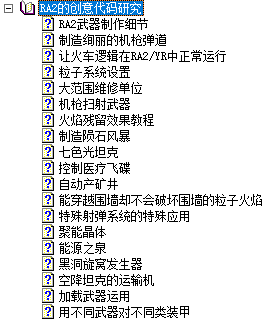 RA2的创意代码研究
RA2武器制作细节
制造绚丽的机枪弹道
让火车逻辑在RA2/YR中正常运行
粒子系统设置
大范围维修单位
机枪扫射武器
火焰残留效果教程
制造陨石风暴
七色光坦克
控制医疗飞碟
自动产矿井
能穿越围墙却不会破坏围墙的粒子火焰
特殊射弹系统的特殊应用
聚能晶体
能源之泉
黑洞旋窝发生器
空降坦克的运输机
加载武器运用
用不同武器对不同类装甲